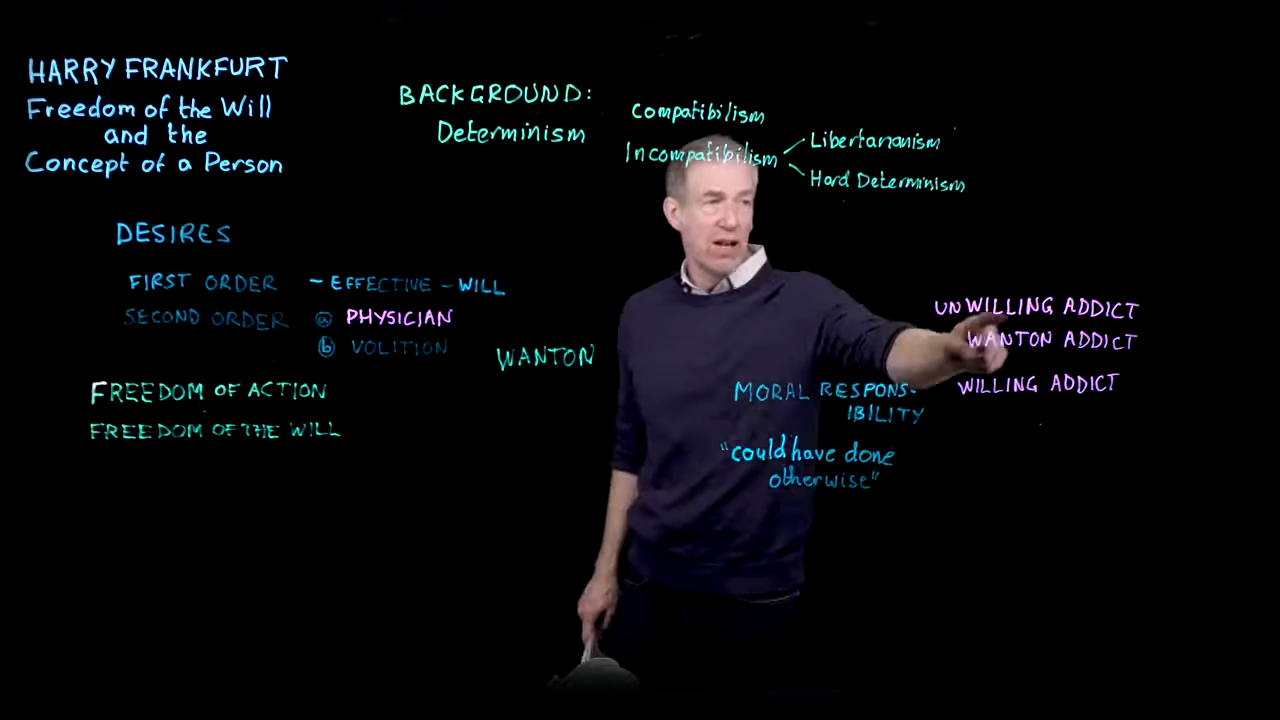 HARRY FRANKFURT
Freedom of the Will
and the
Concept of a Person
BACKGROUND:
Determinism
Compatibilism
Incompatibilism
Libertarianism
Hard Determinism
DESIRES
FIRST ORDER - EFFECTIVE - WILL
SECOND ORDER ⓐ PHYSICIAN
ⓑ VOLITION
WANTON
FREEDOM OF ACTION
FREEDOM OF THE WILL
MORAL RESPONS-
IBILITY
"could have done
otherwise"
UNWILLING ADDICT
WANTON ADDICT
WILLING ADDICT